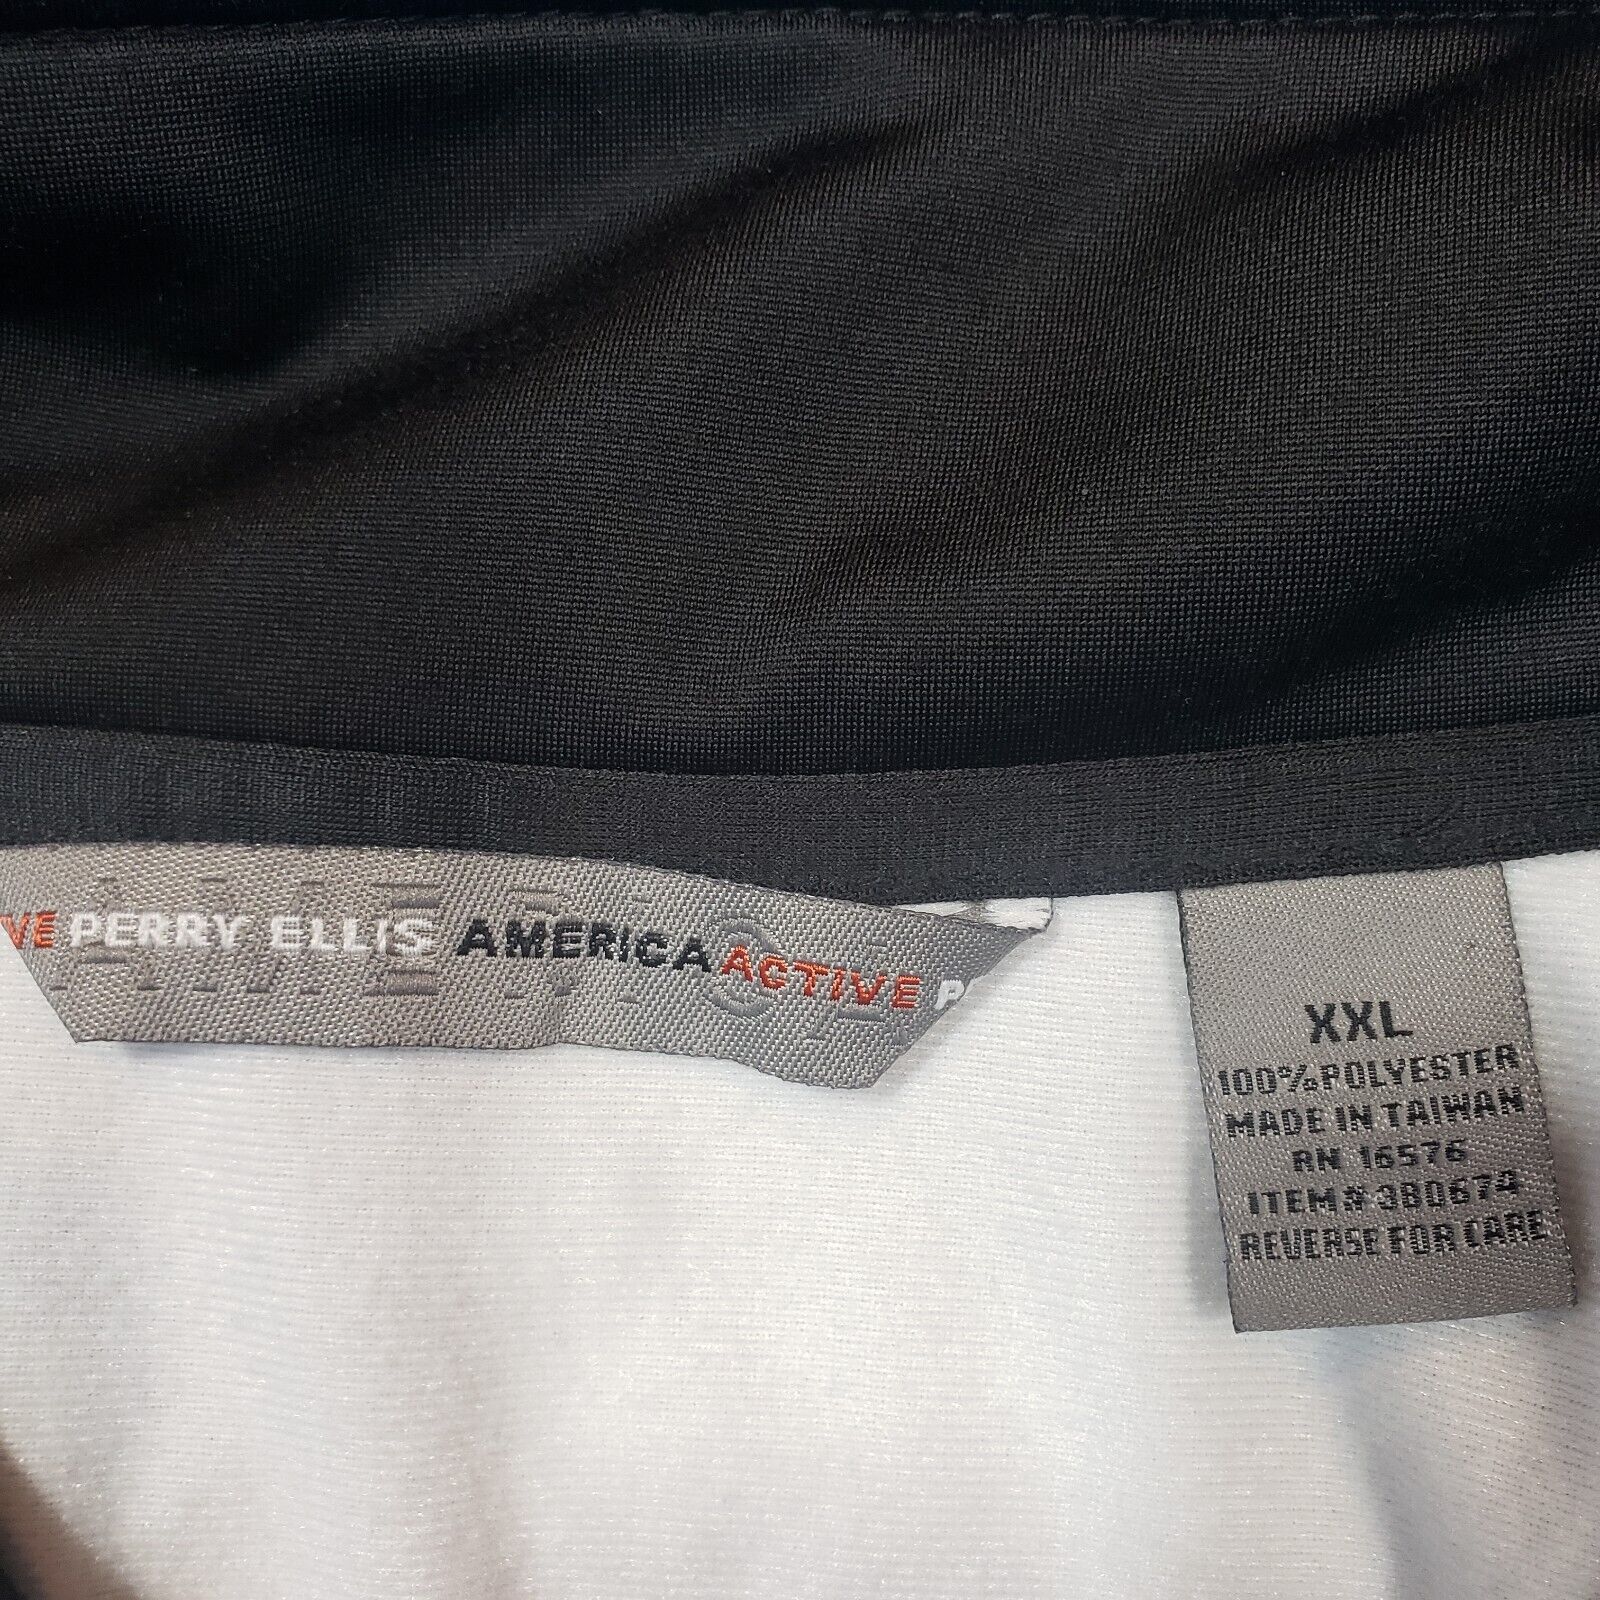 VE PERRY ELLIS AMERICA ACTIVE P
XXL
100% POLYESTER
MADE IN TAIWAN
RN 16576
ITEM# 380674
REVERSE FOR CARE